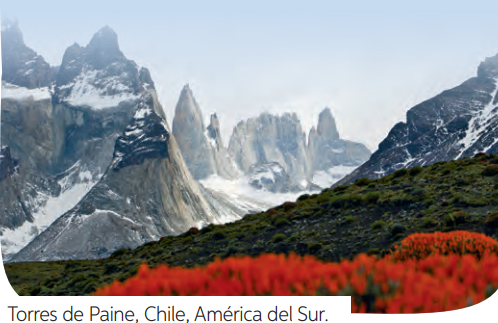 Torres de Paine, Chile, América del Sur.